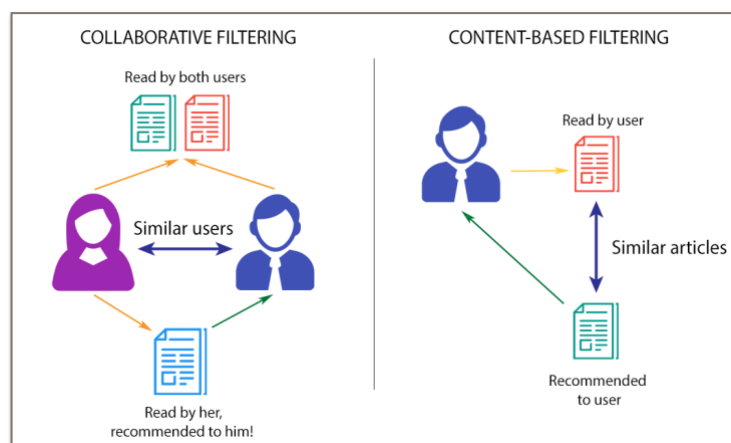 COLLABORATIVE FILTERING
Read by both users
Similar users
Read by her,
recommended to him!
CONTENT-BASED FILTERING
Read by user
Similar articles
Recommended
to user